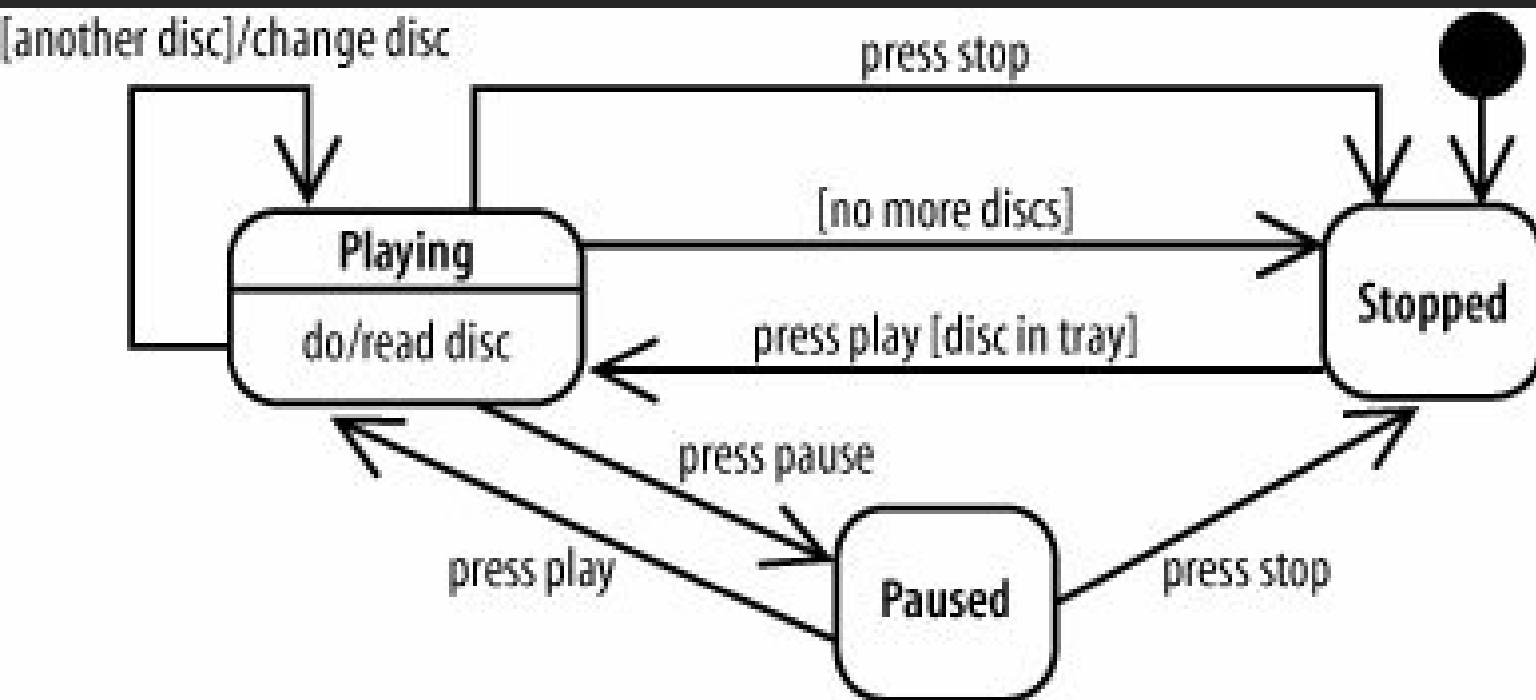 [another disc]/change disc
press stop
[no more discs]
Playing
do/read disc
Stopped
press play [disc in tray]
press pause
press play
press stop
Paused